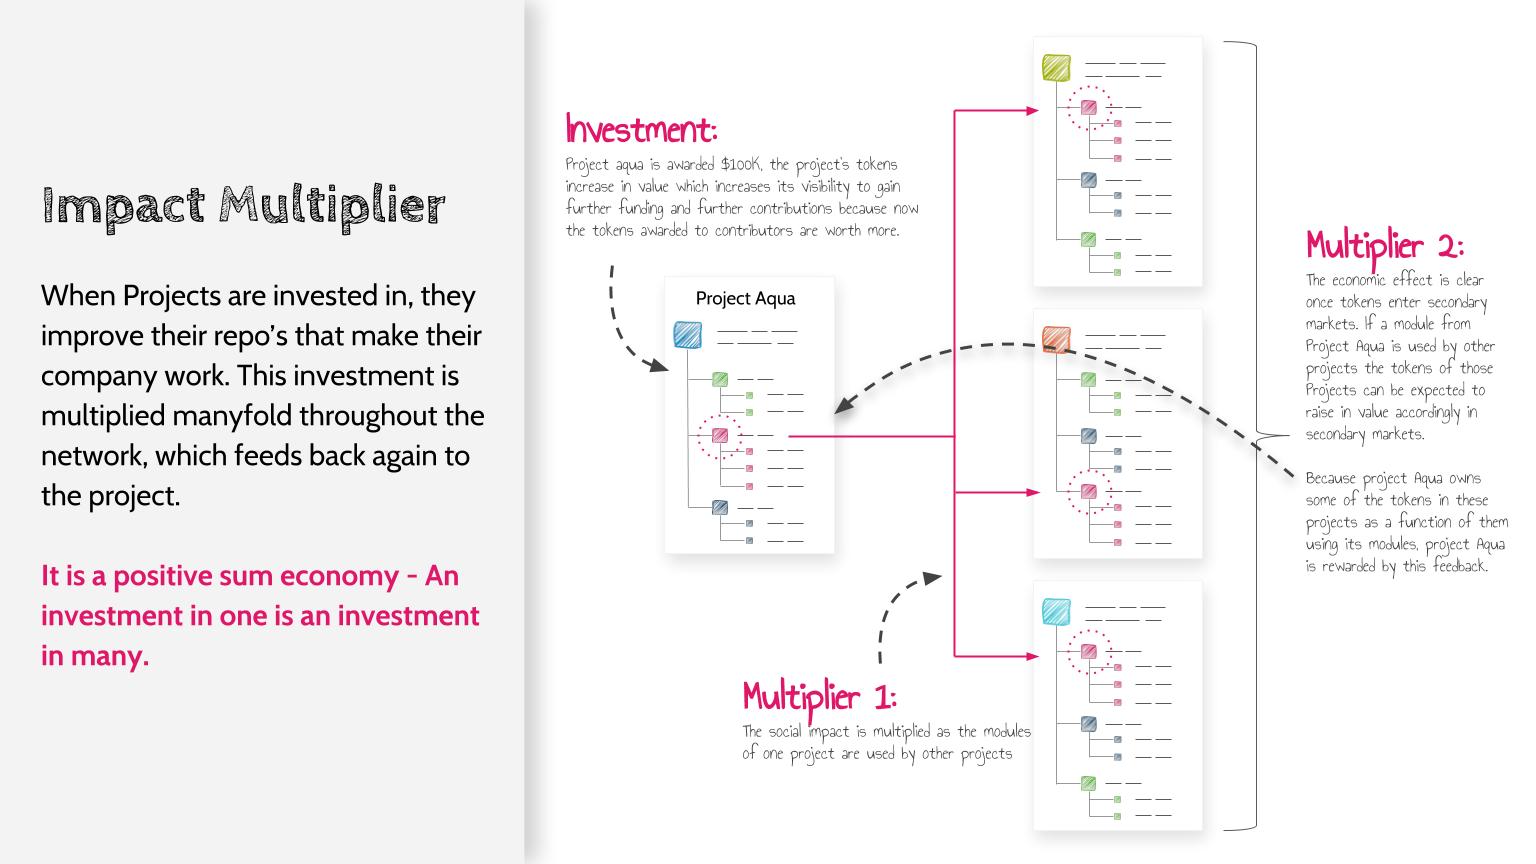 Impact Multiplier
When Projects are invested in, they
improve their repo's that make their
company work. This investment is
multiplied manyfold throughout the
network, which feeds back again to
the project.
It is a positive sum economy - An
investment in one is an investment
in many.
Investment:
Project aqua is awarded $100K, the project's tokens
increase in value which increases its visibility to gain
further funding and further contributions because now
the tokens awarded to contributors are worth more.
Project Aqua
Multiplier 1:
The social impact is multiplied as the modules
of one project are used by other projects
Multiplier 2:
The economic effect is clear
once tokens enter secondary
markets. If a module from
Project Aqua is used by other
projects the tokens of those
Projects can be expected to
raise in value accordingly in
secondary markets.
Because project Aqua owns
some of the tokens in these
projects as a function of them
using its modules, project Aqua
is rewarded by this feedback.